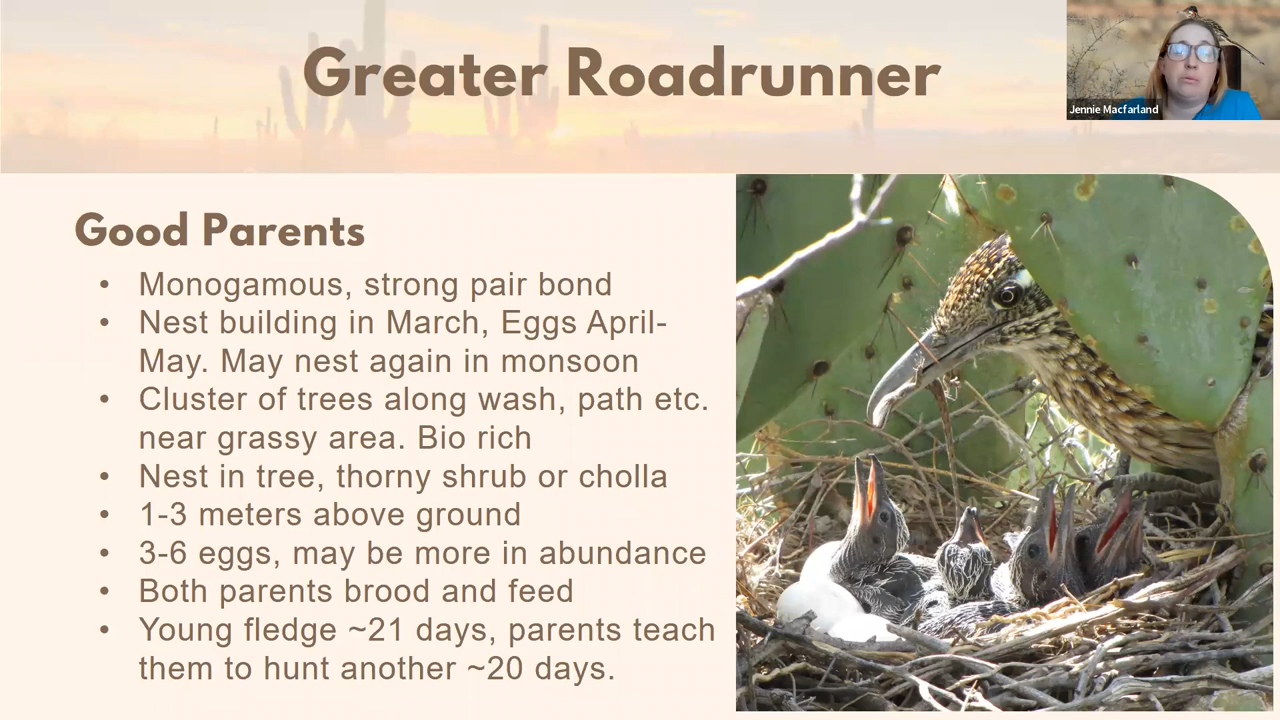 Greater Roadrunner
Jennie Macfarland
Good Parents
• Monogamous, strong pair bond
• Nest building in March, Eggs April-
May. May nest again in monsoon
• Cluster of trees along wash, path etc.
near grassy area. Bio rich
• Nest in tree, thorny shrub or cholla
• 1-3 meters above ground
• 3-6 eggs, may be more in abundance
• Both parents brood and feed
• Young fledge ~21 days, parents teach
them to hunt another ~20 days.